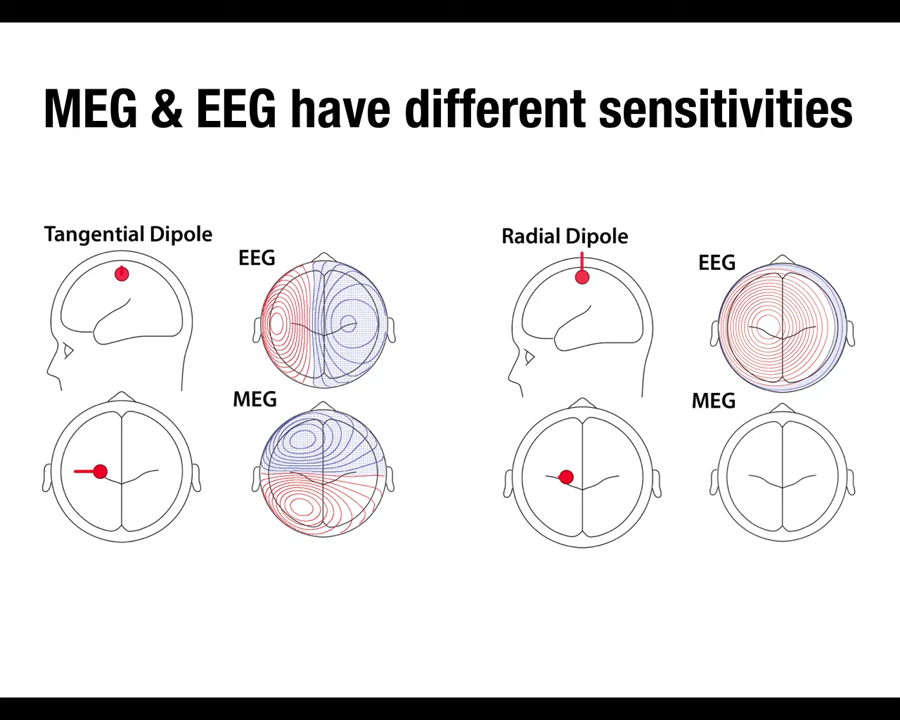 MEG & EEG have different sensitivities
Tangential Dipole
EEG
MEG
Radial Dipole
EEG
MEG